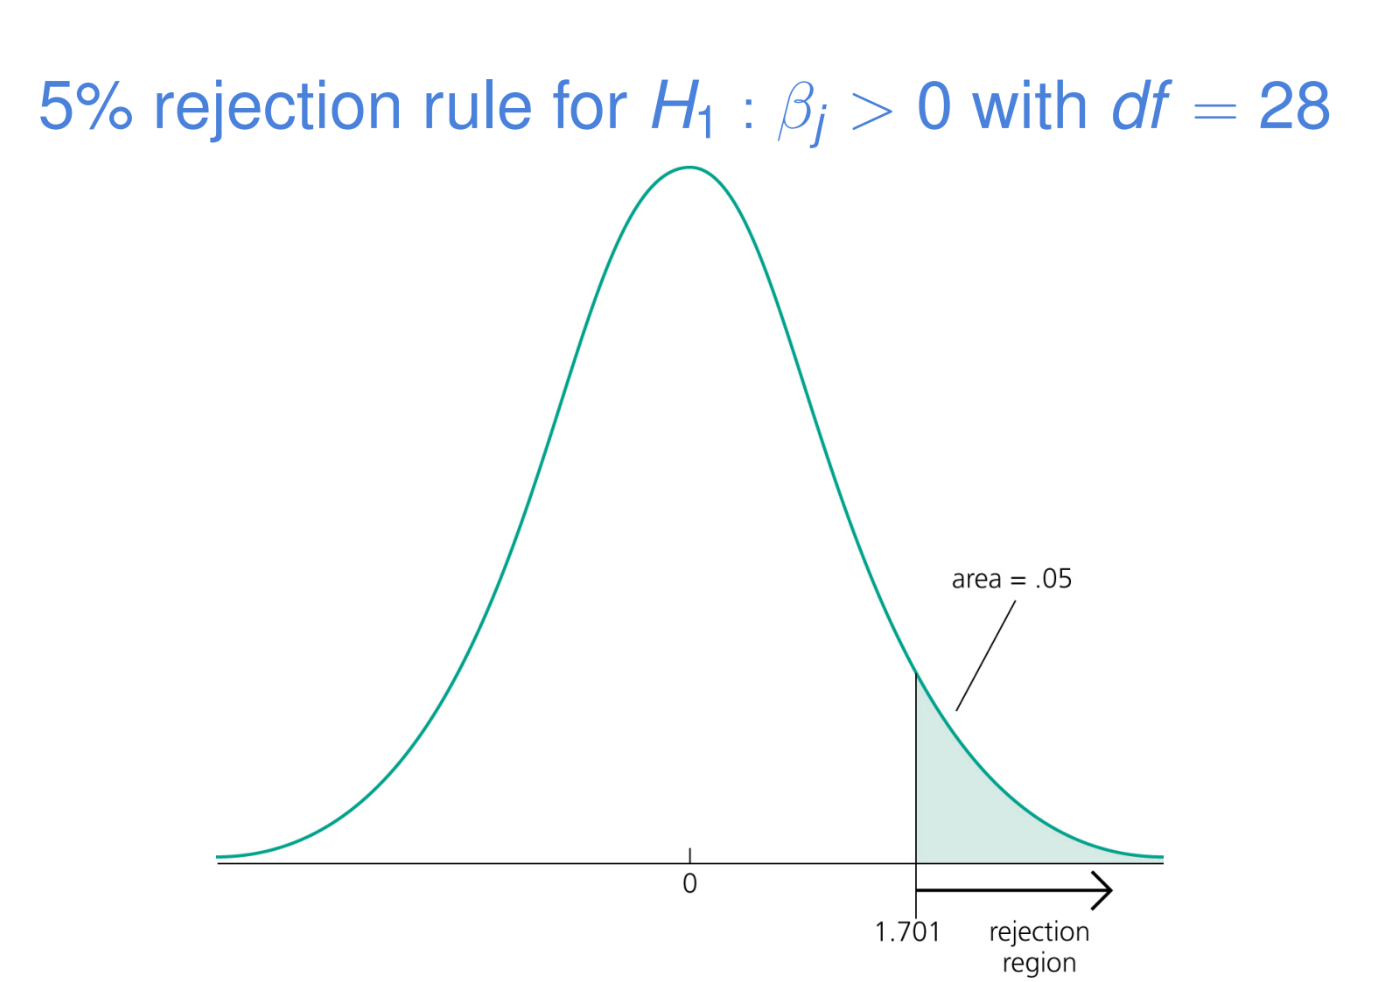 5% rejection rule for H₁ : βⱼ > 0 with df = 28
area = .05
0
1.701
rejection
region